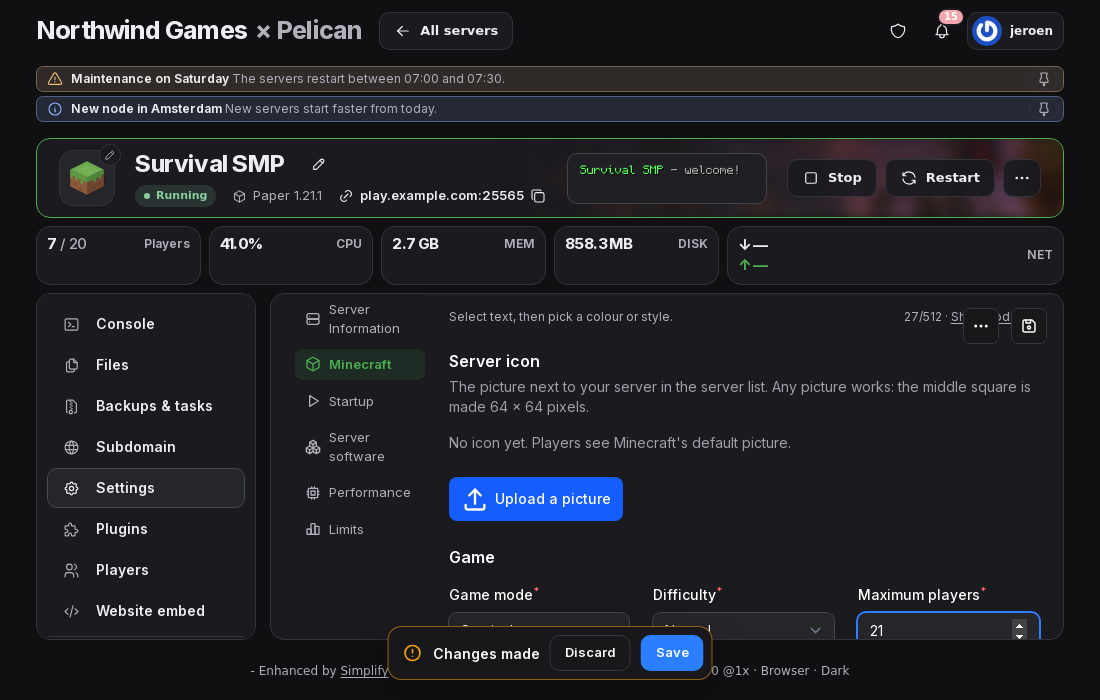 Northwind Games × Pelican
All servers
15
jeroen
Maintenance on Saturday The servers restart between 07:00 and 07:30.
New node in Amsterdam New servers start faster from today.
Survival SMP
Running
Paper 1.21.1
play.example.com:25565
Survival SMP — welcome!
Stop
Restart
7 / 20 Players
41.0% CPU
2.7 GB MEM
858.3 MB DISK
↓—
↑—
NET
Console
Files
Backups & tasks
Subdomain
Settings
Plugins
Players
Website embed
Server
Information
Minecraft
Startup
Server
software
Performance
Limits
Select text, then pick a colour or style.
27/512 ·
Server icon
The picture next to your server in the server list. Any picture works: the middle square is
made 64 × 64 pixels.
No icon yet. Players see Minecraft's default picture.
Upload a picture
Game
Game mode*
Difficulty*
Maximum players*
21
Changes made
Discard
Save
- Enhanced by Simplify
@1x · Browser · Dark